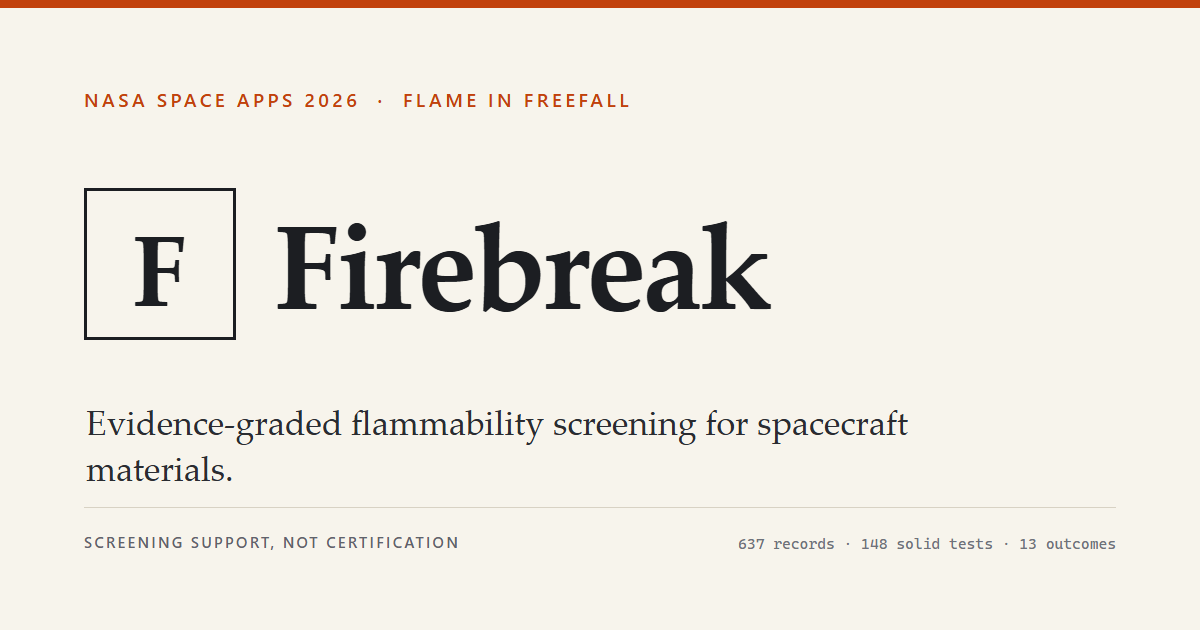 NASA SPACE APPS 2026 · FLAME IN FREEFALL
F
Firebreak
Evidence-graded flammability screening for spacecraft
materials.
SCREENING SUPPORT, NOT CERTIFICATION
637 records · 148 solid tests · 13 outcomes